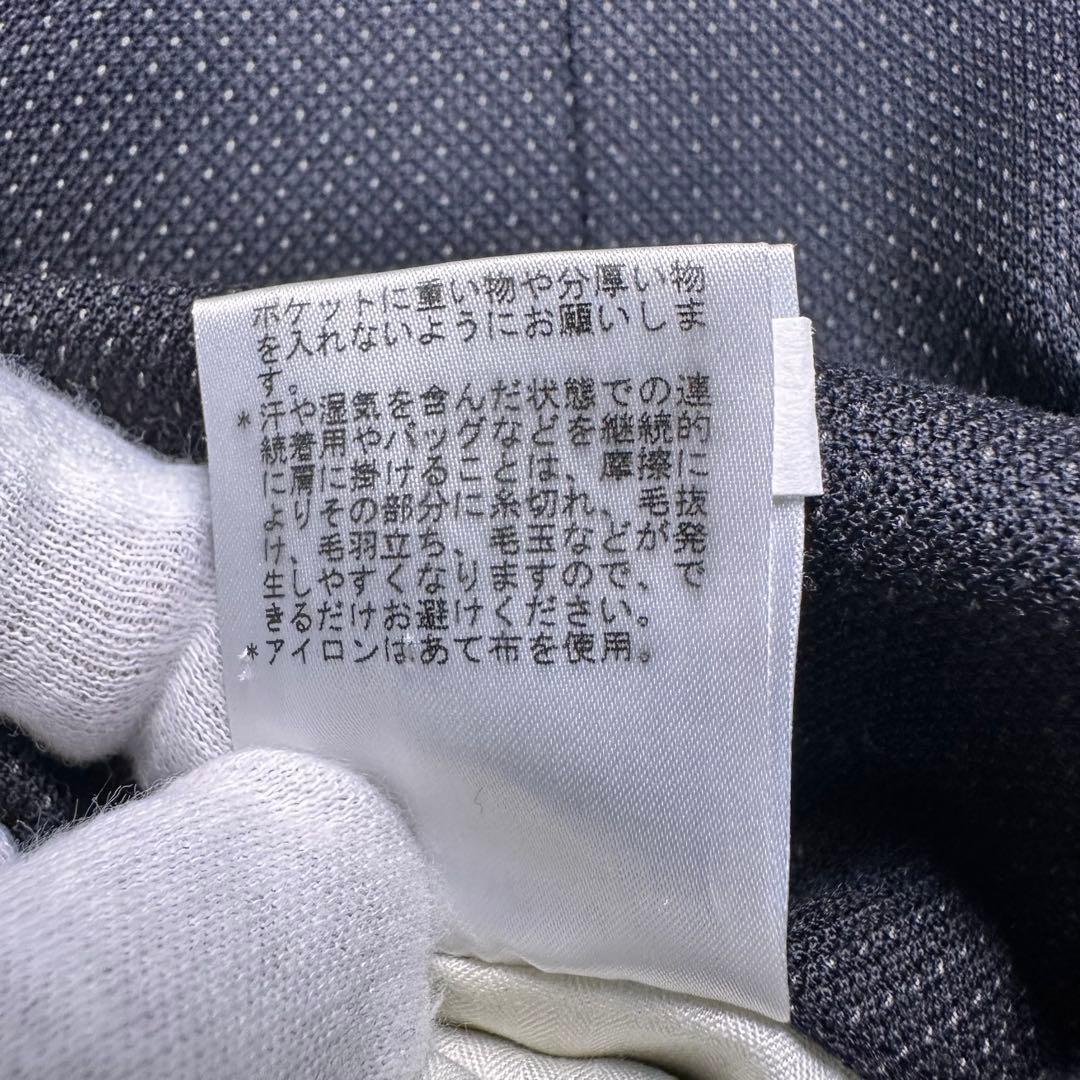 ポケットに重い物や分厚い物
を入れないようにお願いしま
す。
*汗や湿気を含んだ状態での連
続着用やバッグなどを継続的
に肩に掛けることは、摩擦に
より、その部分に糸切れ、毛抜
け、毛羽立ち、毛玉などが発
生しやすくなりますので、で
きるだけお避けください。
*アイロンはあて布を使用。